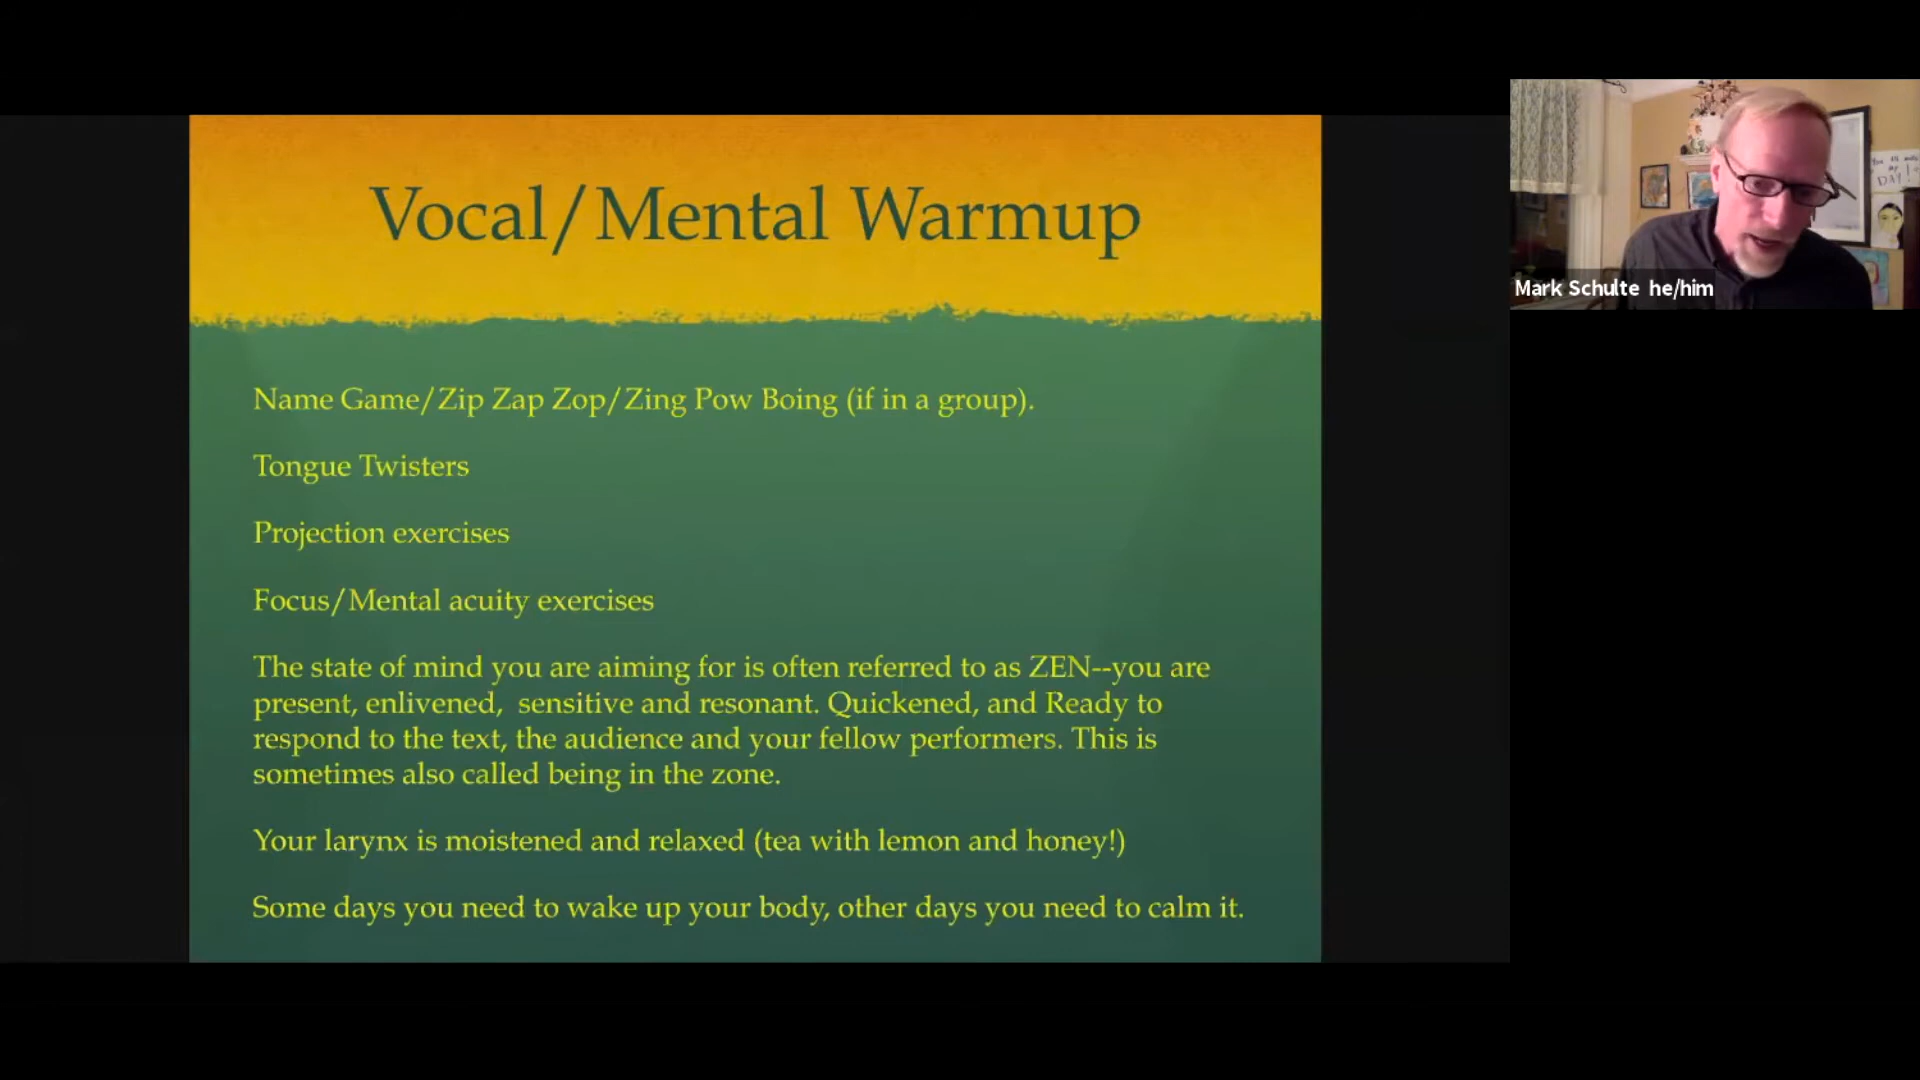 Vocal/Mental Warmup
Name Game/Zip Zap Zop/Zing Pow Boing (if in a group).
Tongue Twisters
Projection exercises
Focus/Mental acuity exercises
The state of mind you are aiming for is often referred to as ZEN--you are
present, enlivened,  sensitive and resonant. Quickened, and Ready to
respond to the text, the audience and your fellow performers. This is
sometimes also called being in the zone.
Your larynx is moistened and relaxed (tea with lemon and honey!)
Some days you need to wake up your body, other days you need to calm it.
Mark Schulte he/him
DAY!